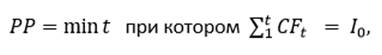 PP = min t при котором ∑₁ᵗ CFₜ = I₀,